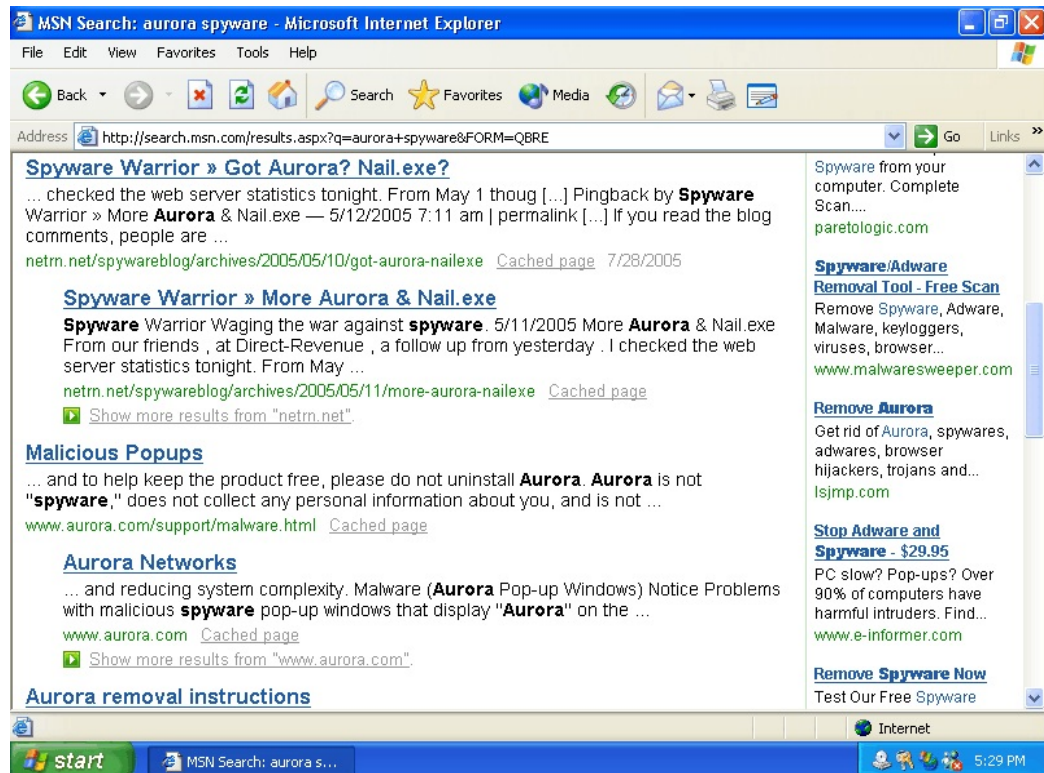 MSN Search: aurora spyware - Microsoft Internet Explorer
File Edit View Favorites Tools Help
Back Search Favorites Media
Address http://search.msn.com/results.aspx?q=aurora+spyware&FORM=QBRE Go Links »
Spyware Warrior » Got Aurora? Nail.exe?
... checked the web server statistics tonight. From May 1 thoug [...] Pingback by Spyware
Warrior » More Aurora & Nail.exe — 5/12/2005 7:11 am | permalink [...] If you read the blog
comments, people are ...
netrn.net/spywareblog/archives/2005/05/10/got-aurora-nailexe Cached page 7/28/2005
Spyware Warrior » More Aurora & Nail.exe
Spyware Warrior Waging the war against spyware. 5/11/2005 More Aurora & Nail.exe
From our friends , at Direct-Revenue , a follow up from yesterday . I checked the web
server statistics tonight. From May ...
netrn.net/spywareblog/archives/2005/05/11/more-aurora-nailexe Cached page
Show more results from "netrn.net".
Malicious Popups
... and to help keep the product free, please do not uninstall Aurora. Aurora is not
"spyware," does not collect any personal information about you, and is not ...
www.aurora.com/support/malware.html Cached page
Aurora Networks
... and reducing system complexity. Malware (Aurora Pop-up Windows) Notice Problems
with malicious spyware pop-up windows that display "Aurora" on the ...
www.aurora.com Cached page
Show more results from "www.aurora.com".
Aurora removal instructions
Spyware from your
computer. Complete
Scan....
paretologic.com
Spyware/Adware
Removal Tool - Free Scan
Remove Spyware, Adware,
Malware, keyloggers,
viruses, browser...
www.malwaresweeper.com
Remove Aurora
Get rid of Aurora, spywares,
adwares, browser
hijackers, trojans and...
lsjmp.com
Stop Adware and
Spyware - $29.95
PC slow? Pop-ups? Over
90% of computers have
harmful intruders. Find...
www.e-informer.com
Remove Spyware Now
Test Our Free Spyware
Internet
start MSN Search: aurora s... 5:29 PM